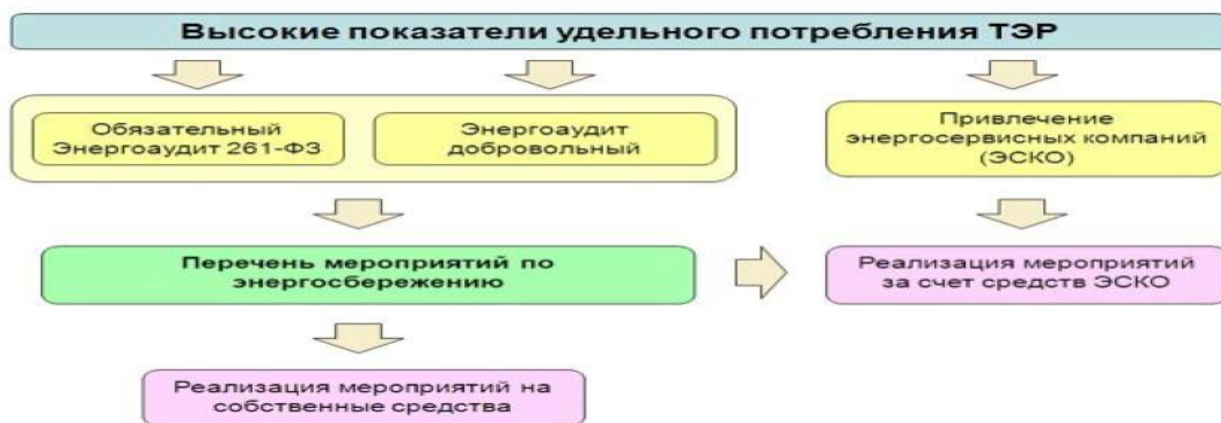 Высокие показатели удельного потребления ТЭР
Обязательный
Энергоаудит 261-ФЗ
Энергоаудит
добровольный
Привлечение
энергосервисных компаний
(ЭСКО)
Перечень мероприятий по
энергосбережению
Реализация мероприятий
за счет средств ЭСКО
Реализация мероприятий на
собственные средства